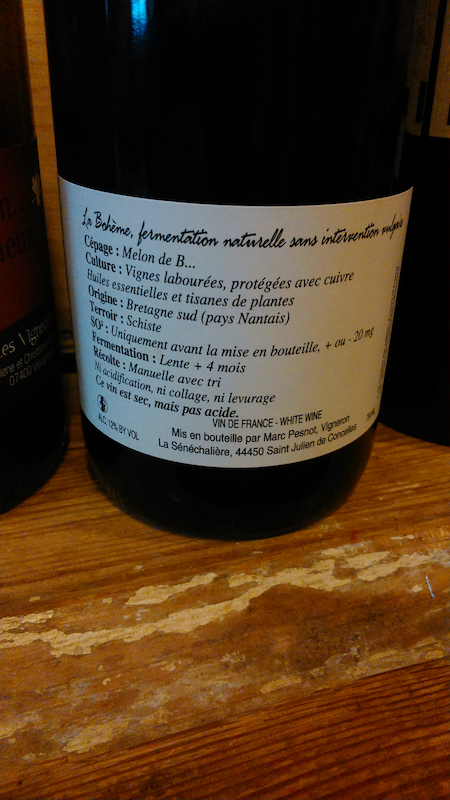 La Bohème, fermentation naturelle sans intervention
Cépage : Melon de B...
Culture : Vignes labourées, protégées avec cuivre
Huiles essentielles et tisanes de plantes
Origine : Bretagne sud (pays Nantais)
Terroir : Schiste
SO² : Uniquement avant la mise en bouteille, + ou - 20 mg
Fermentation : Lente + 4 mois
Récolte : Manuelle avec tri
Ni acidification, ni collage, ni levurage
Ce vin est sec, mais pas acide.
ALC. 12% BY VOL
VIN DE FRANCE - WHITE WINE
Mis en bouteille par Marc Pesnot, Vigneron
La Sénéchalière, 44450 Saint Julien de Concelles